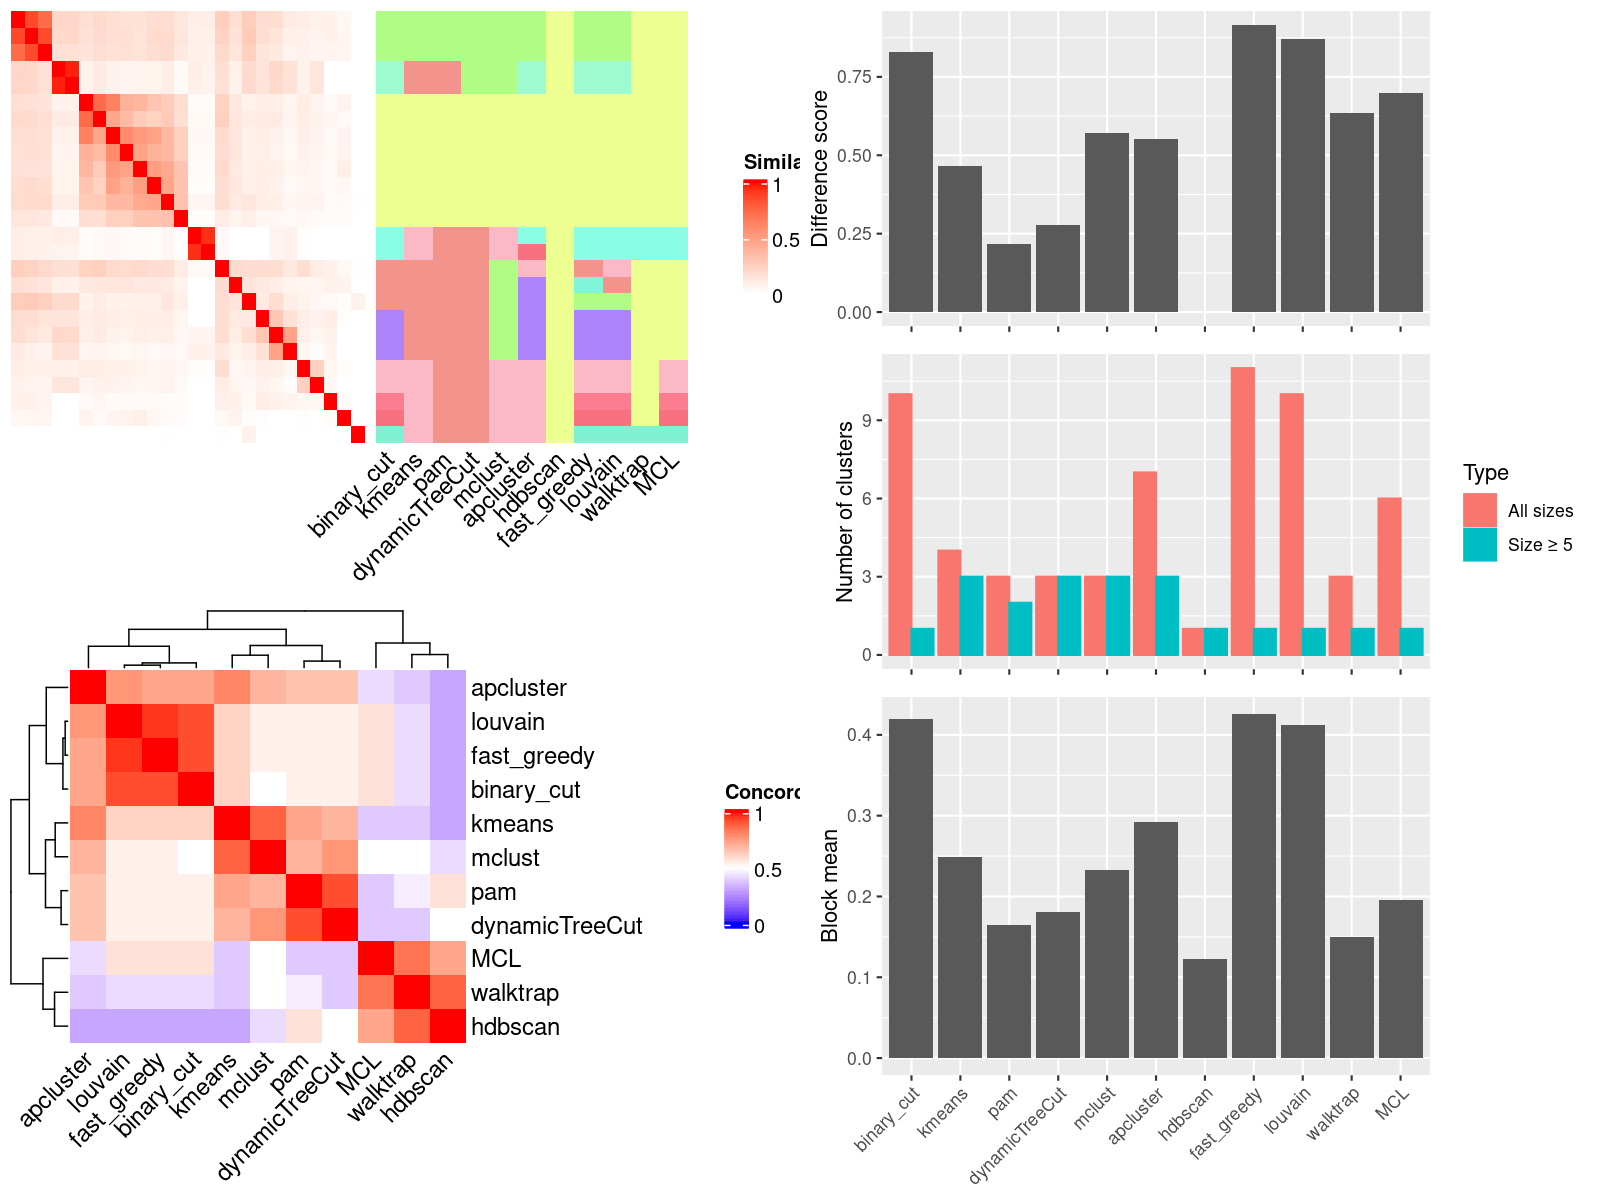 Simila
1
0.5
0
binary_cut
kmeans
pam
dynamicTreeCut
mclust
apcluster
hdbscan
fast_greedy
louvain
walktrap
MCL
apcluster
louvain
fast_greedy
binary_cut
kmeans
mclust
pam
dynamicTreeCut
MCL
walktrap
hdbscan
apcluster
louvain
fast_greedy
binary_cut
kmeans
mclust
pam
dynamicTreeCut
MCL
walktrap
hdbscan
Concord
1
0.5
0
Difference score
0.75
0.50
0.25
0.00
Number of clusters
9
6
3
0
Type
All sizes
Size ≥ 5
Block mean
0.4
0.3
0.2
0.1
0.0
binary_cut
kmeans
pam
dynamicTreeCut
mclust
apcluster
hdbscan
fast_greedy
louvain
walktrap
MCL